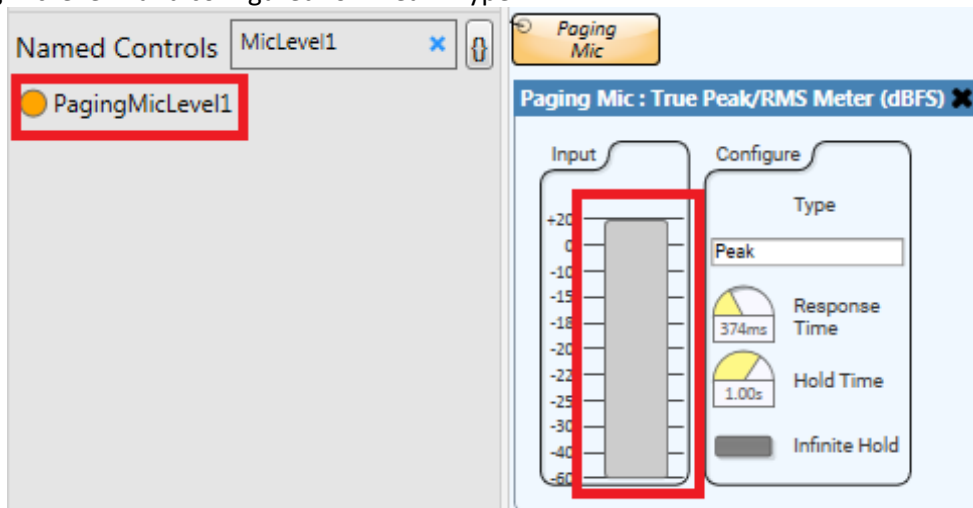 Named Controls
MicLevel1
{}
PagingMicLevel1
Paging
Mic
Paging Mic : True Peak/RMS Meter (dBFS)
Input
+20
0
-10
-15
-18
-20
-22
-25
-30
-40
-60
Configure
Type
Peak
374ms
Response
Time
1.00s
Hold Time
Infinite Hold